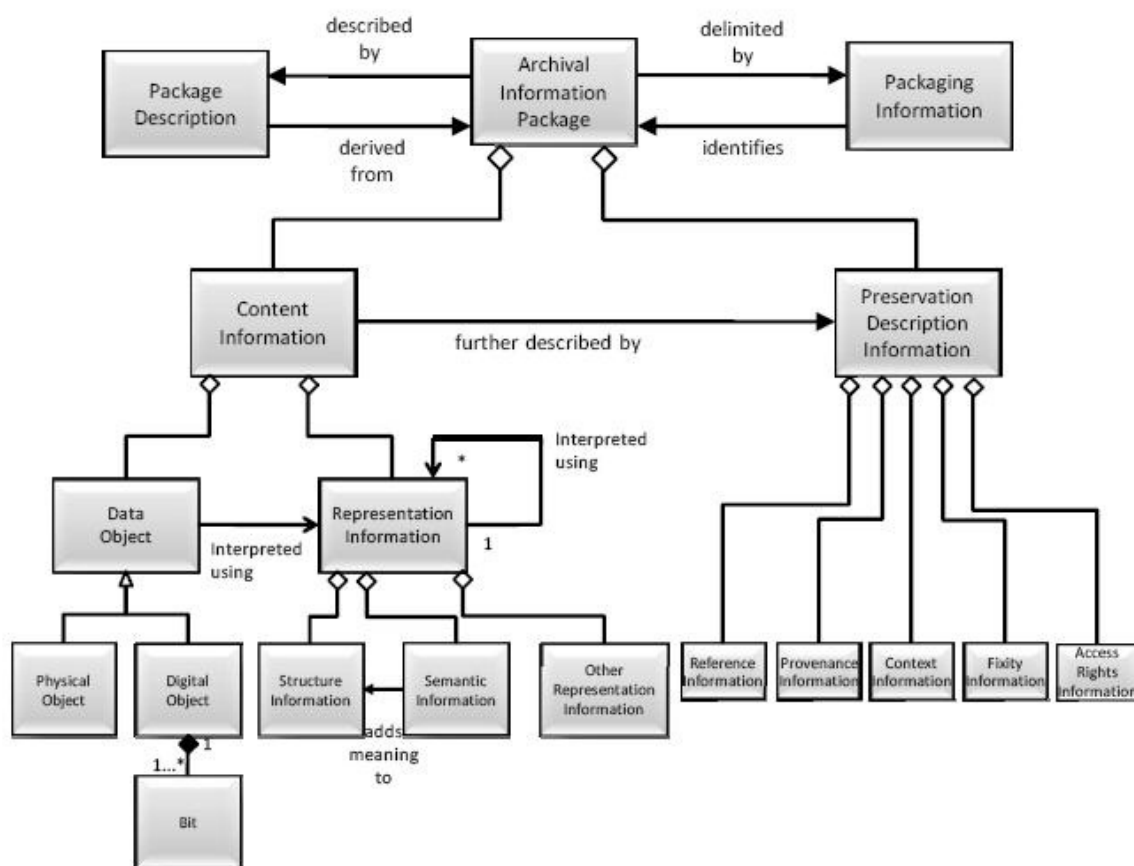 described
by
delimited
by
Package
Description
Archival
Information
Package
Packaging
Information
derived
from
identifies
Content
Information
further described by
Preservation
Description
Information
Data
Object
Interpreted
using
Representation
Information
*
1
Interpreted
using
Physical
Object
Digital
Object
Structure
Information
Semantic
Information
adds
meaning
to
Other
Representation
Information
Reference
Information
Provenance
Information
Context
Information
Fixity
Information
Access
Rights
Information
1
1...*
Bit